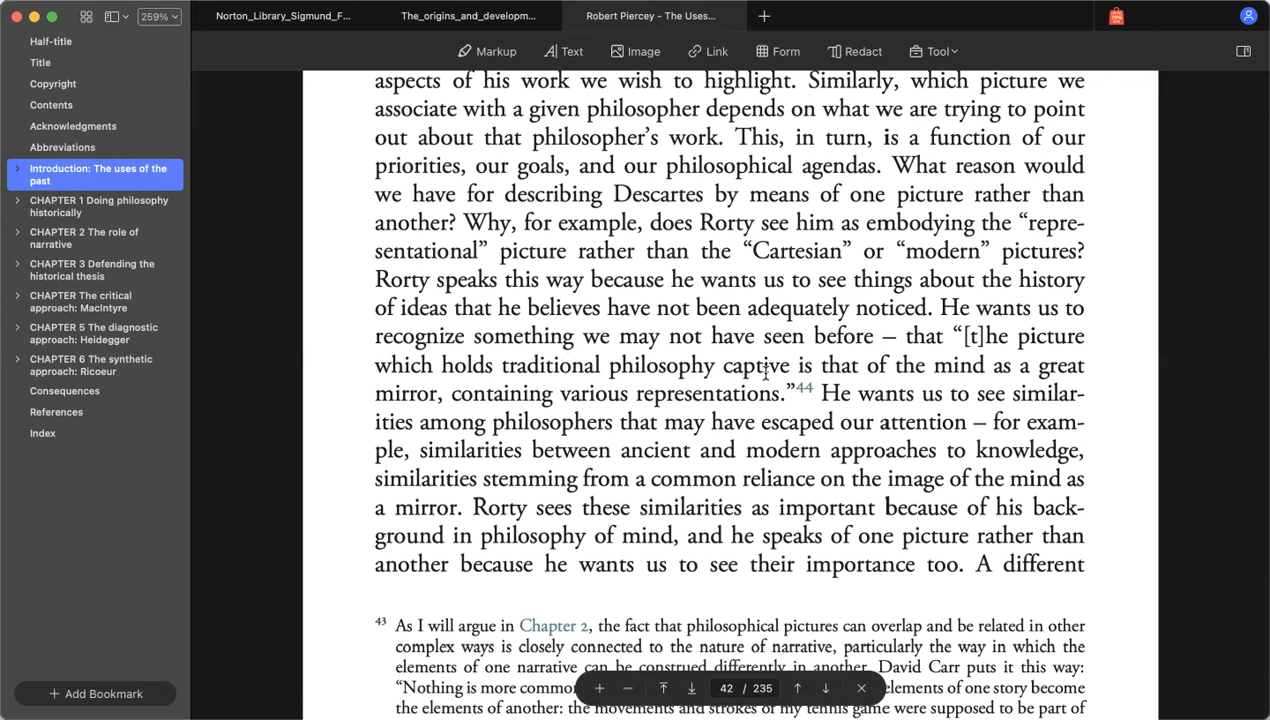 259%
Norton_Library_Sigmund_F...
The_origins_and_developm...
Robert Piercey - The Uses...
Markup
Text
Image
Link
Form
Redact
Tool
Half-title
Title
Copyright
Contents
Acknowledgments
Abbreviations
Introduction: The uses of the
past
CHAPTER 1 Doing philosophy
historically
CHAPTER 2 The role of
narrative
CHAPTER 3 Defending the
historical thesis
CHAPTER The critical
approach: MacIntyre
CHAPTER 5 The diagnostic
approach: Heidegger
CHAPTER 6 The synthetic
approach: Ricoeur
Consequences
References
Index
Add Bookmark
aspects of his work we wish to highlight. Similarly, which picture we
associate with a given philosopher depends on what we are trying to point
out about that philosopher's work. This, in turn, is a function of our
priorities, our goals, and our philosophical agendas. What reason would
we have for describing Descartes by means of one picture rather than
another? Why, for example, does Rorty see him as embodying the “repre-
sentational” picture rather than the “Cartesian” or “modern” pictures?
Rorty speaks this way because he wants us to see things about the history
of ideas that he believes have not been adequately noticed. He wants us to
recognize something we may not have seen before – that “[t]he picture
which holds traditional philosophy captive is that of the mind as a great
mirror, containing various representations.”44 He wants us to see similar-
ities among philosophers that may have escaped our attention – for exam-
ple, similarities between ancient and modern approaches to knowledge,
similarities stemming from a common reliance on the image of the mind as
a mirror. Rorty sees these similarities as important because of his back-
ground in philosophy of mind, and he speaks of one picture rather than
another because he wants us to see their importance too. A different
43 As I will argue in Chapter 2, the fact that philosophical pictures can overlap and be related in other
complex ways is closely connected to the nature of narrative, particularly the way in which the
elements of one narrative can be construed differently in another. David Carr puts it this way:
“Nothing is more common elements of one story become
the elements of another: the movements and strokes of my tennis game were supposed to be part of
42 / 235